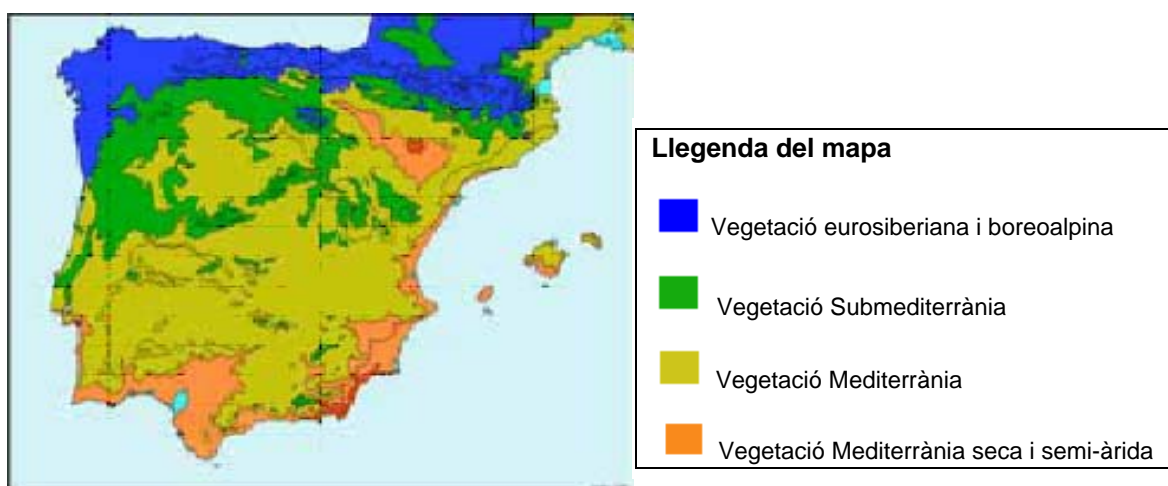 Llegenda del mapa
Vegetació eurosiberiana i boreoalpina
Vegetació Submediterrània
Vegetació Mediterrània
Vegetació Mediterrània seca i semi-àrida